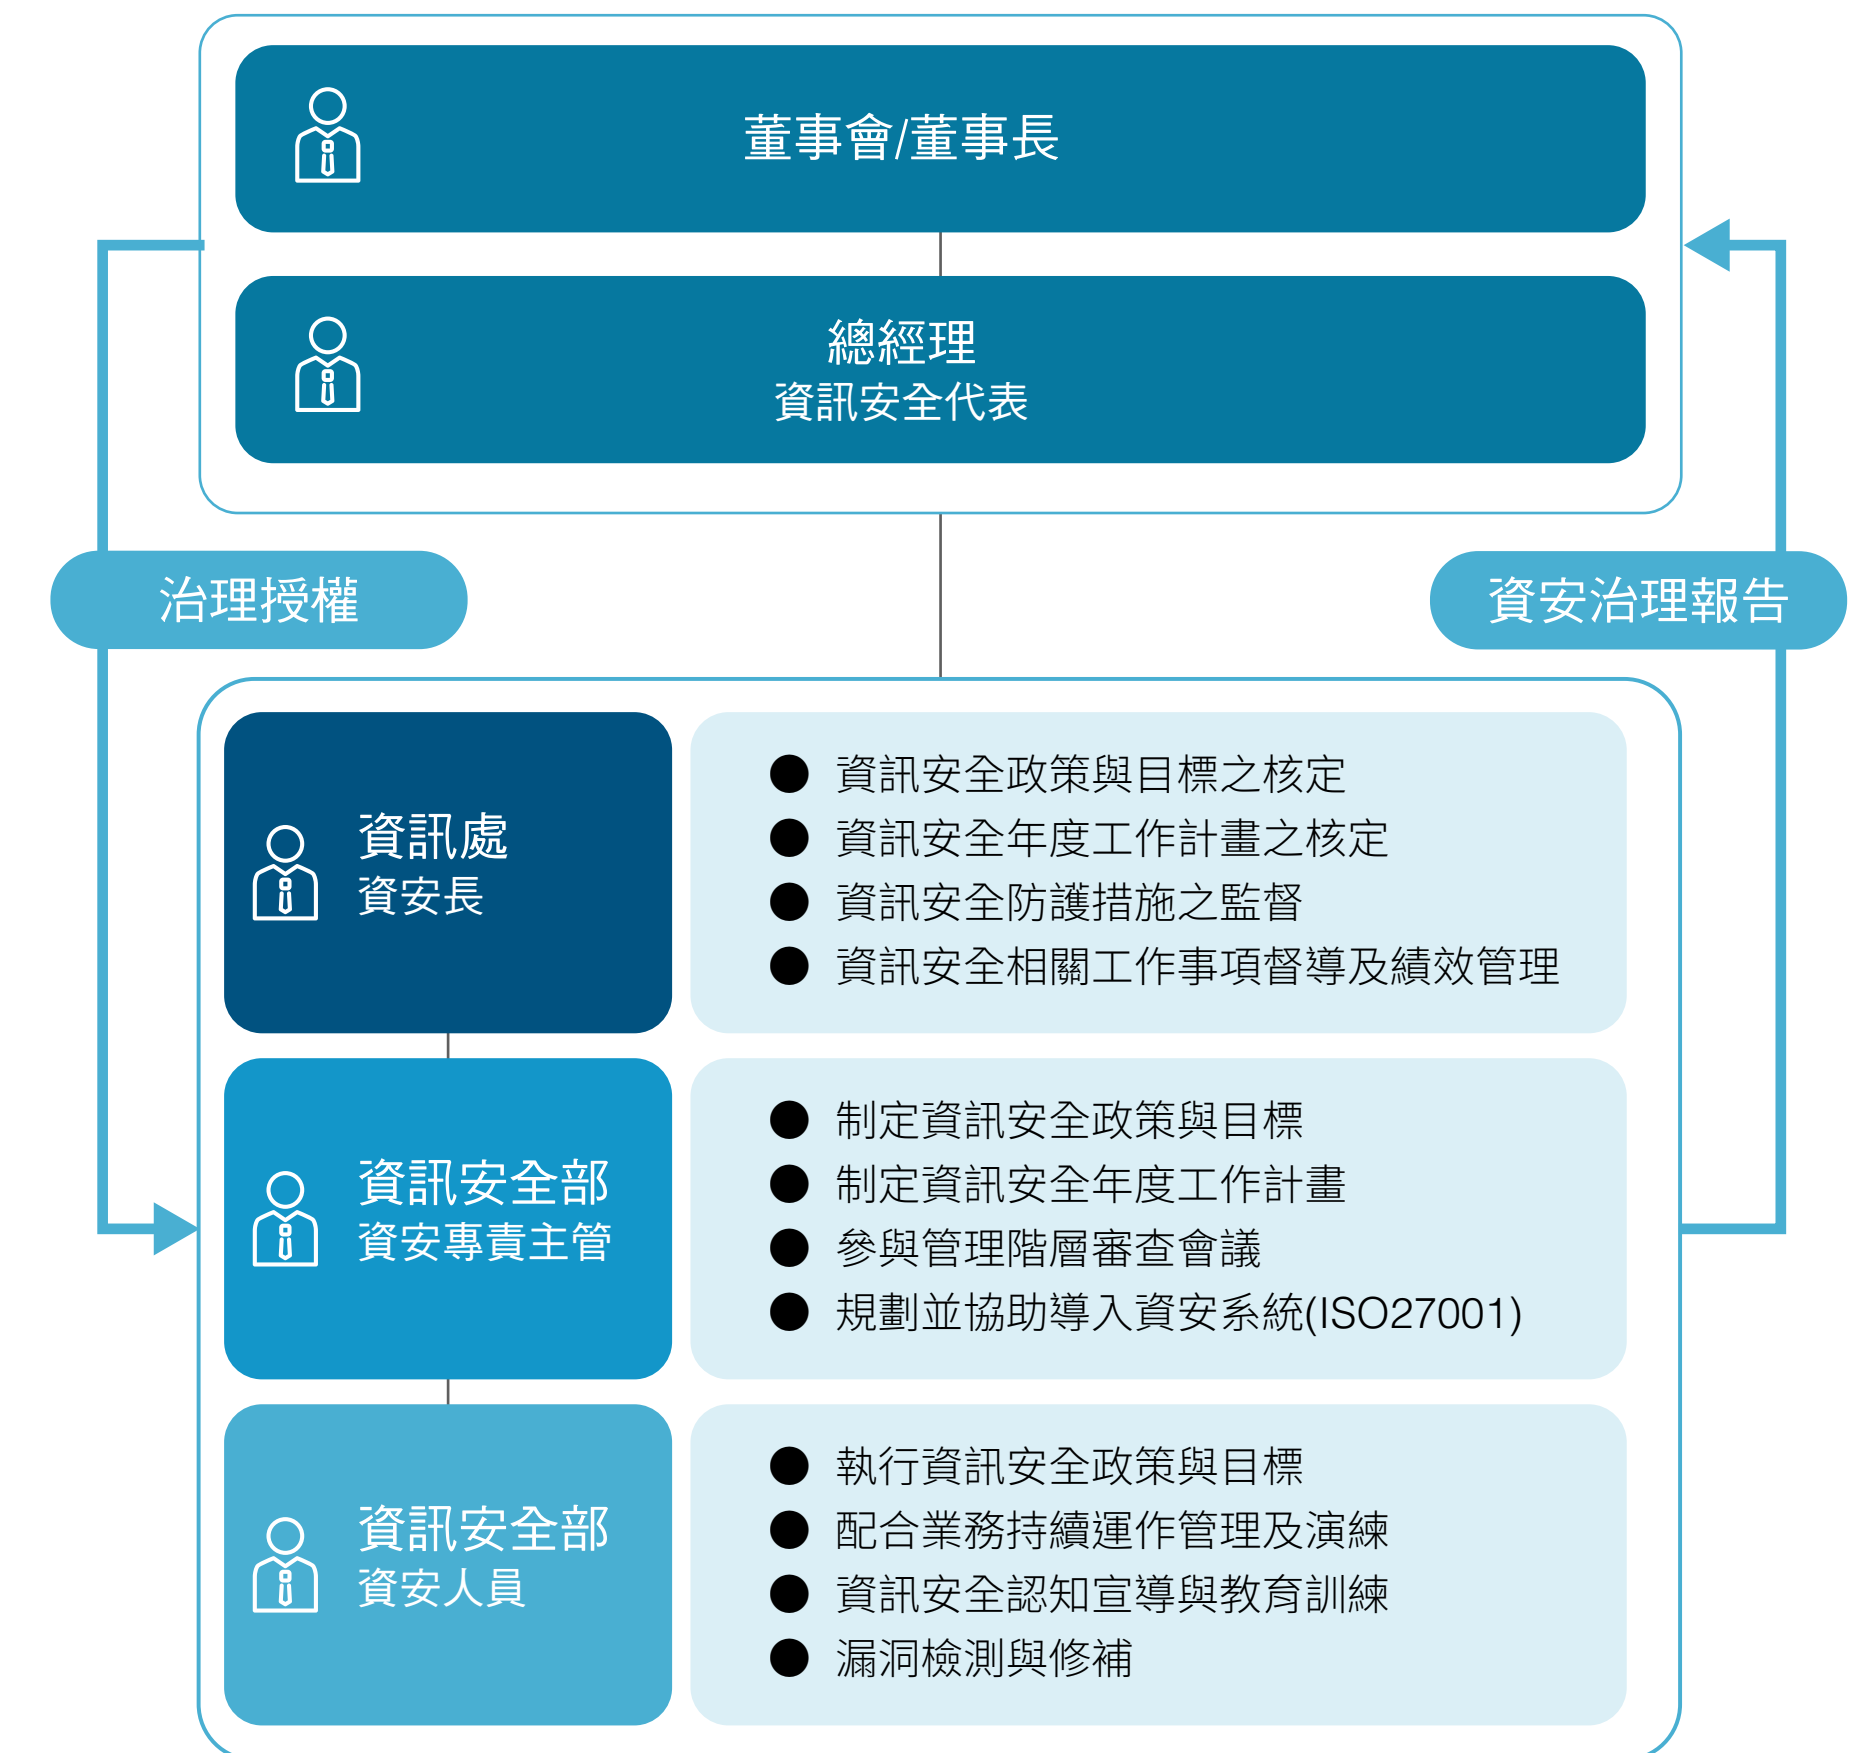 董事會/董事長
總經理
資訊安全代表
治理授權
資安治理報告
資訊處
資安長
● 資訊安全政策與目標之核定
● 資訊安全年度工作計畫之核定
● 資訊安全防護措施之監督
● 資訊安全相關工作事項督導及績效管理
資訊安全部
資安專責主管
● 制定資訊安全政策與目標
● 制定資訊安全年度工作計畫
● 參與管理階層審查會議
● 規劃並協助導入資安系統(ISO27001)
資訊安全部
資安人員
● 執行資訊安全政策與目標
● 配合業務持續運作管理及演練
● 資訊安全認知宣導與教育訓練
● 漏洞檢測與修補